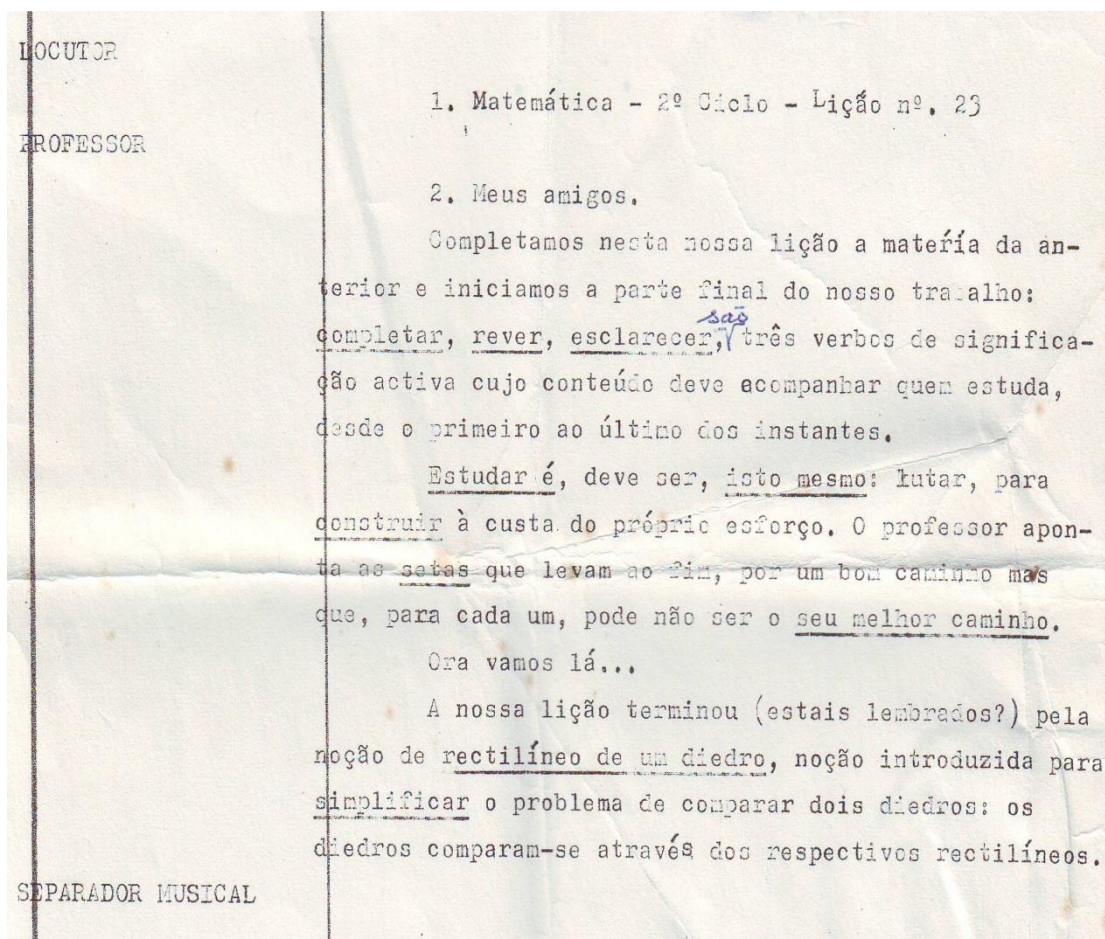 LOCUTOR
1. Matemática - 2º Ciclo - Lição nº. 23
PROFESSOR
2. Meus amigos.
Completamos nesta nossa lição a matería da an-
terior e iniciamos a parte final do nosso trabalho:
são
completar, rever, esclarecer, três verbos de significa-
ção activa cujo conteúdo deve acompanhar quem estuda,
desde o primeiro ao último dos instantes.
Estudar é, deve ser, isto mesmo: lutar, para
construir à custa do próprio esforço. O professor apon-
ta as setas que levam ao fim, por um bom caminho mas
que, para cada um, pode não ser o seu melhor caminho.
Ora vamos lá...
A nossa lição terminou (estais lembrados?) pela
noção de rectilíneo de um diedro, noção introduzida para
simplificar o problema de comparar dois diedros: os
diedros comparam-se através dos respectivos rectilíneos.
SEPARADOR MUSICAL